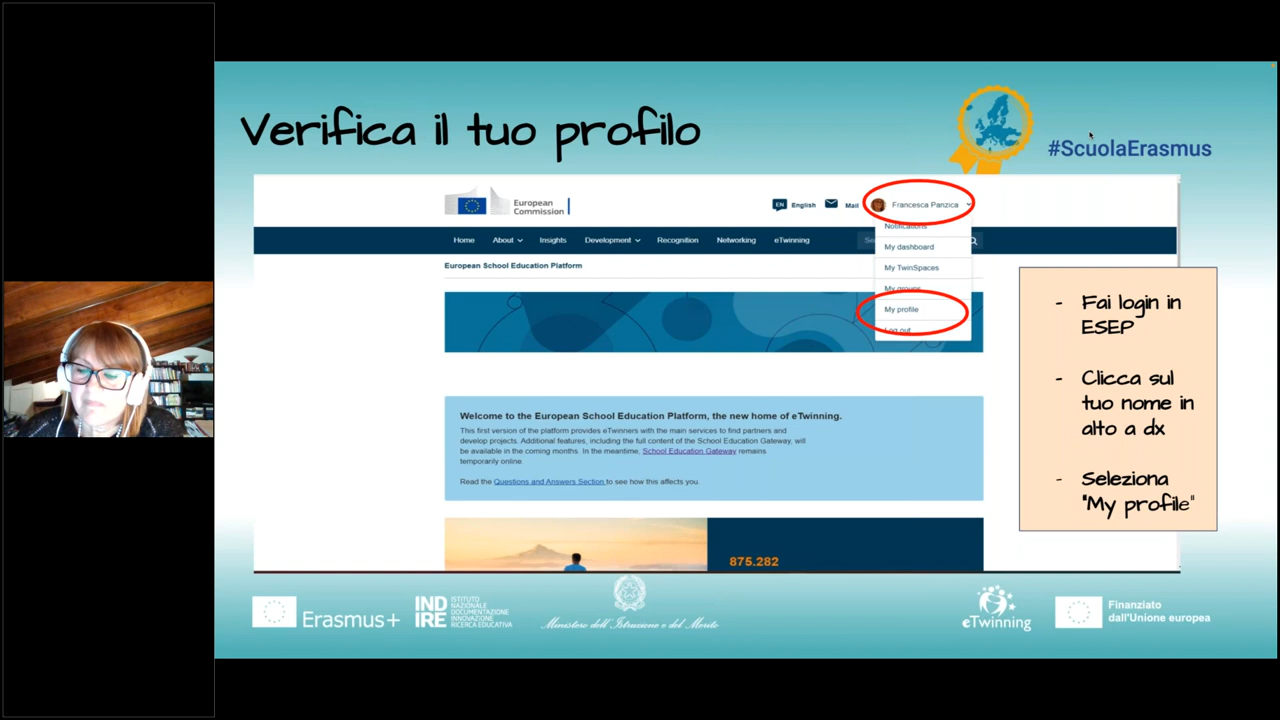 Verifica il tuo profilo
#ScuolaErasmus
European
Commission
EN English Mail Francesca Panzica
Notifications
Home About Insights Development Recognition Networking eTwinning
My dashboard
European School Education Platform
My TwinSpaces
My groups
My profile
Log out
- Fai login in
ESEP
- Clicca sul
tuo nome in
alto a dx
- Seleziona
"My profile"
Welcome to the European School Education Platform, the new home of eTwinning.
This first version of the platform provides eTwinners with the main services to find partners and
develop projects. Additional features, including the full content of the School Education Gateway, will
be available in the coming months. In the meantime, School Education Gateway remains
temporarily online.
Read the Questions and Answers Section to see how this affects you
875.282
Erasmus+
INDIRE
ISTITUTO
NAZIONALE
DOCUMENTAZIONE
INNOVAZIONE
RICERCA EDUCATIVA
Ministero dell'Istruzione e del Merito
eTwinning
Finanziato
dall'Unione europea